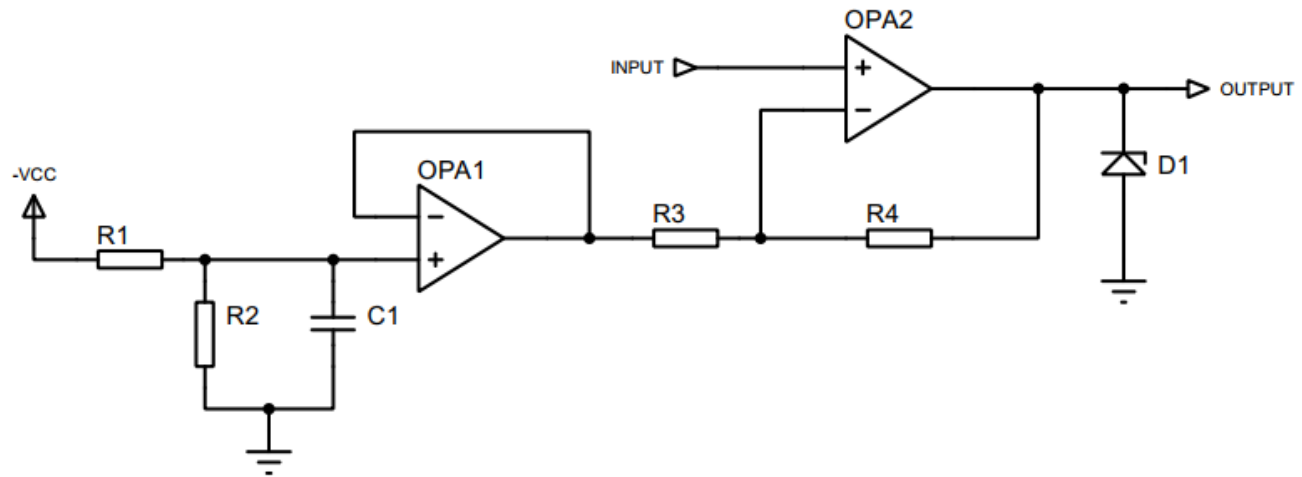 OPA2
INPUT
+
−
OUTPUT
D1
-VCC
OPA1
−
+
R1
R2
C1
R3
R4